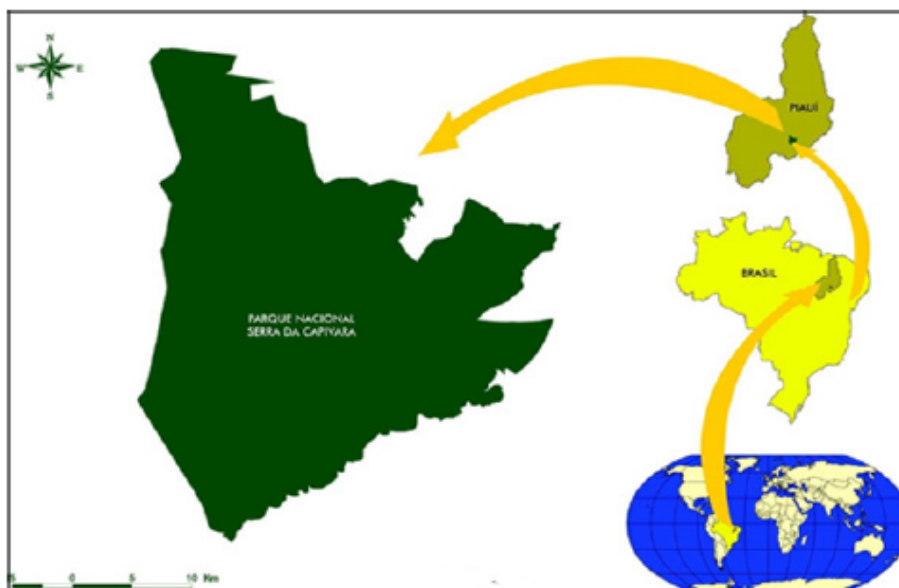 N
W
E
S
PIAUÍ
BRASIL
PARQUE NACIONAL
SERRA DA CAPIVARA
5 0 5 10 Km